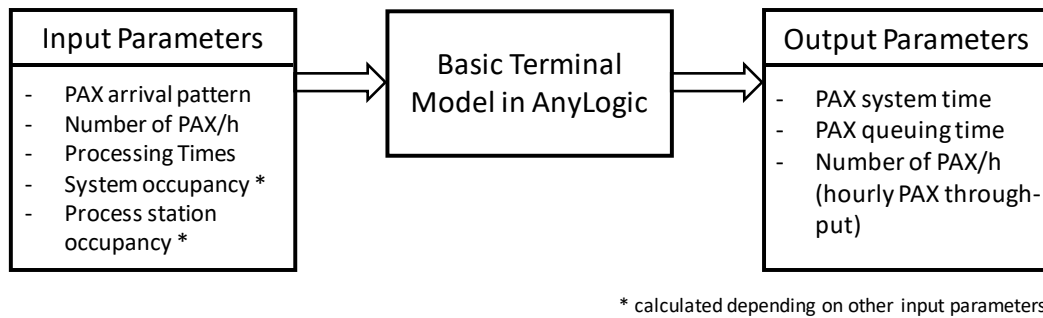 Input Parameters
- PAX arrival pattern
- Number of PAX/h
- Processing Times
- System occupancy *
- Process station
occupancy *
Basic Terminal
Model in AnyLogic
Output Parameters
- PAX system time
- PAX queuing time
- Number of PAX/h
(hourly PAX through-
put)
* calculated depending on other input parameters